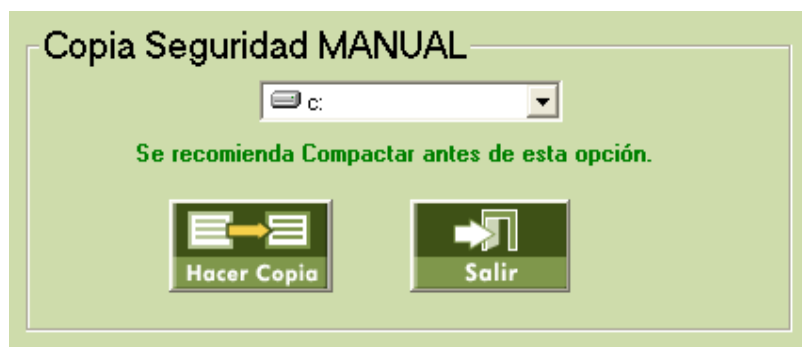 Copia Seguridad MANUAL
c:
Se recomienda Compactar antes de esta opción.
Hacer Copia
Salir